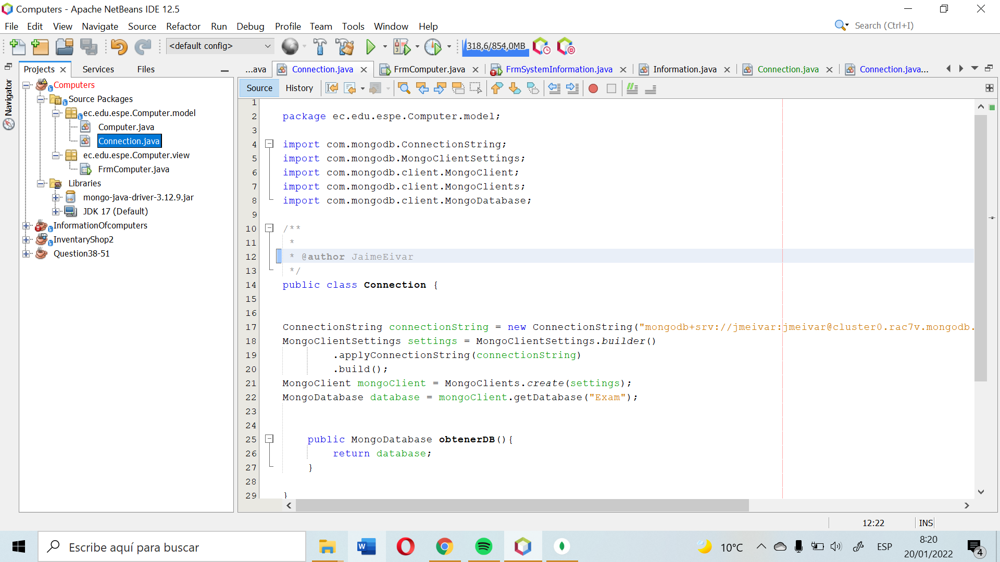 Computers - Apache NetBeans IDE 12.5
File Edit View Navigate Source Refactor Run Debug Profile Team Tools Window Help
Search (Ctrl+I)
<default config>
318,6/854,0MB
Navigator
Projects Services Files
...ava Connection.java FrmComputer.java FrmSystemInformation.java Information.java Connection.java Connection.java...
Source History
Computers
Source Packages
ec.edu.espe.Computer.model
Computer.java
Connection.java
ec.edu.espe.Computer.view
FrmComputer.java
Libraries
mongo-java-driver-3.12.9.jar
JDK 17 (Default)
InformationOfcomputers
InventaryShop2
Question38-51
1
2 package ec.edu.espe.Computer.model;
3
4 import com.mongodb.ConnectionString;
5 import com.mongodb.MongoClientSettings;
6 import com.mongodb.client.MongoClient;
7 import com.mongodb.client.MongoClients;
8 import com.mongodb.client.MongoDatabase;
9
10 /**
11 *
12 * @author JaimeEivar
13 */
14 public class Connection {
15
16
17 ConnectionString connectionString = new ConnectionString("mongodb+srv://jmeivar:jmeivar@cluster0.rac7v.mongodb.
18 MongoClientSettings settings = MongoClientSettings.builder()
19 .applyConnectionString(connectionString)
20 .build();
21 MongoClient mongoClient = MongoClients.create(settings);
22 MongoDatabase database = mongoClient.getDatabase("Exam");
23
24
25 public MongoDatabase obtenerDB(){
26 return database;
27 }
28
29 }
12:22 INS
Escribe aquí para buscar
10°C
ESP
8:20
20/01/2022
4